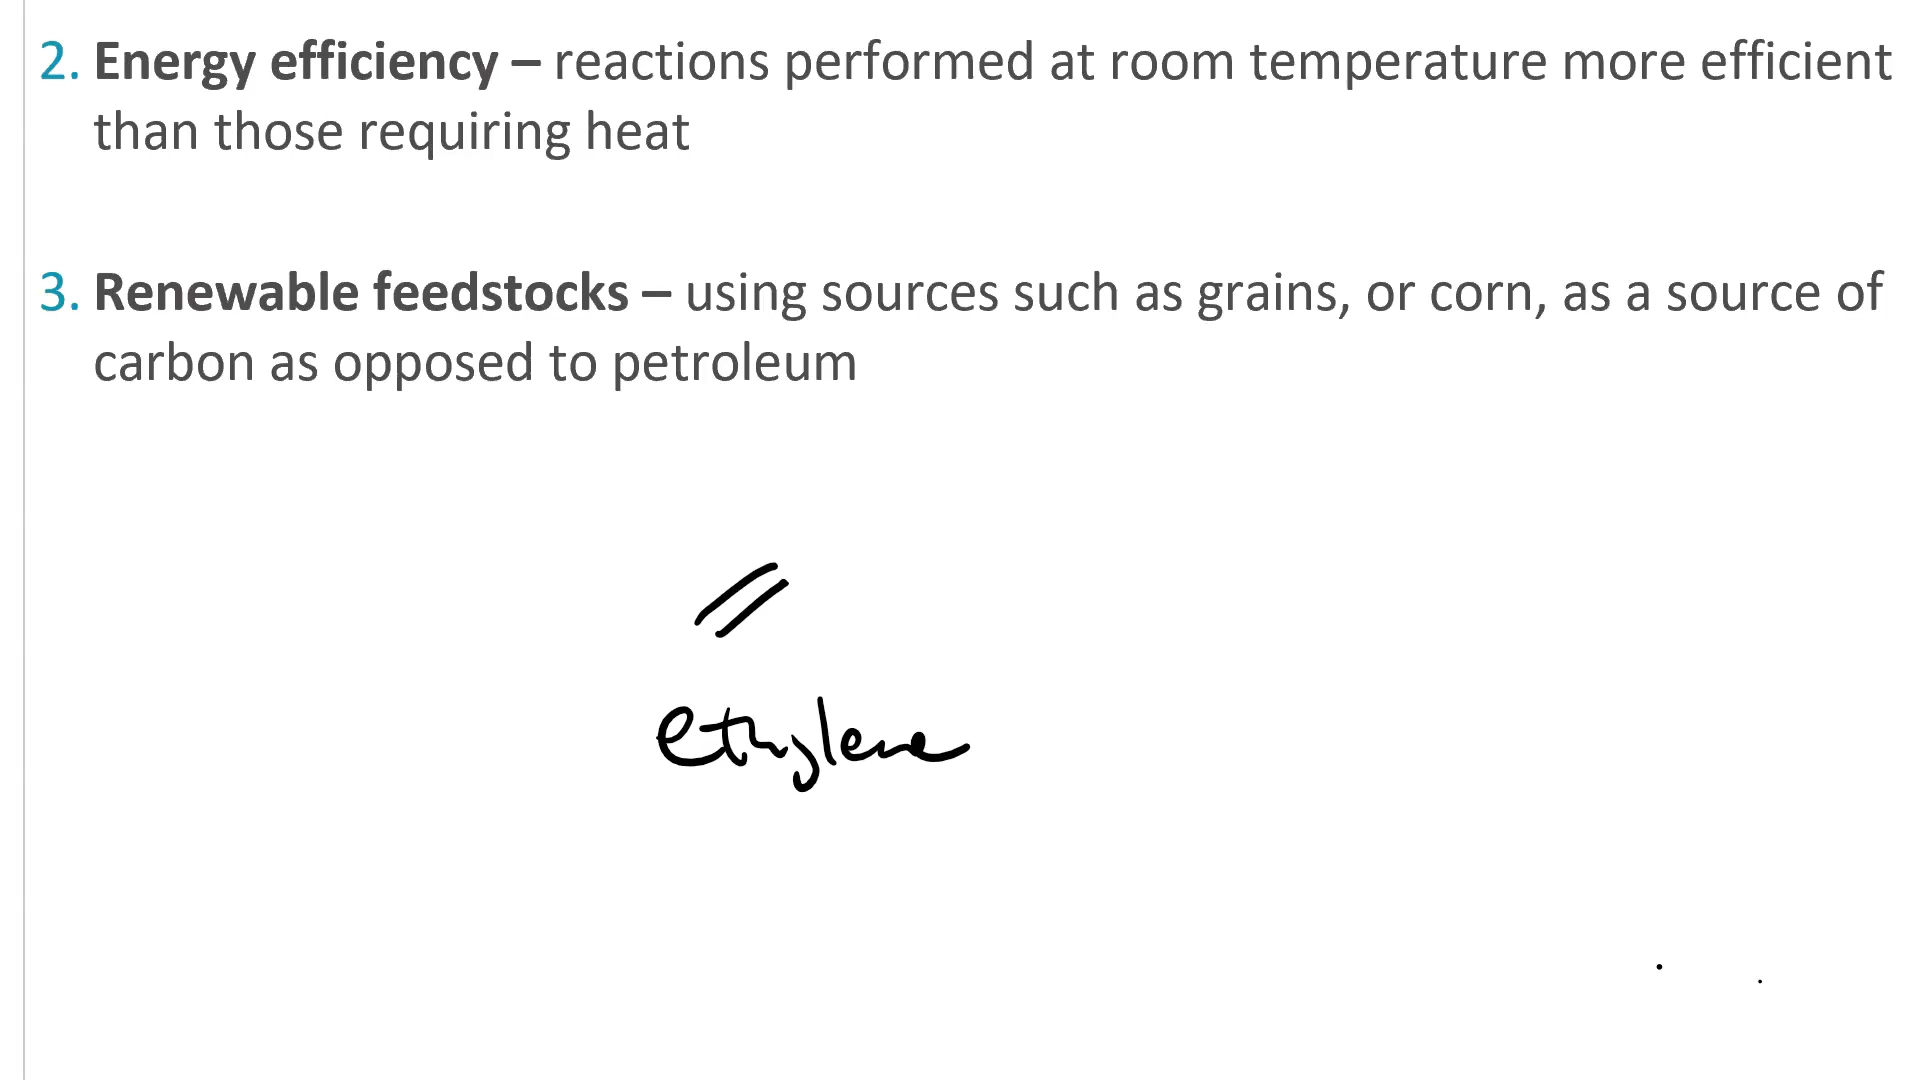 2. Energy efficiency – reactions performed at room temperature more efficient
than those requiring heat
3. Renewable feedstocks – using sources such as grains, or corn, as a source of
carbon as opposed to petroleum
ethylene